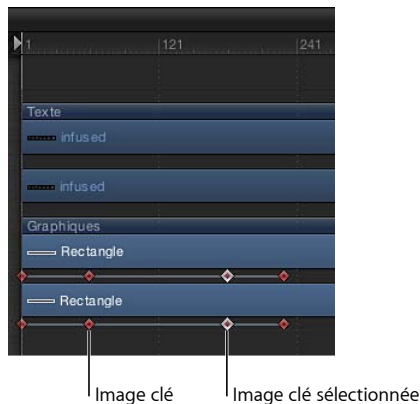 1 121 241
Texte
infused
infused
Graphiques
Rectangle
Rectangle
Image clé Image clé sélectionnée